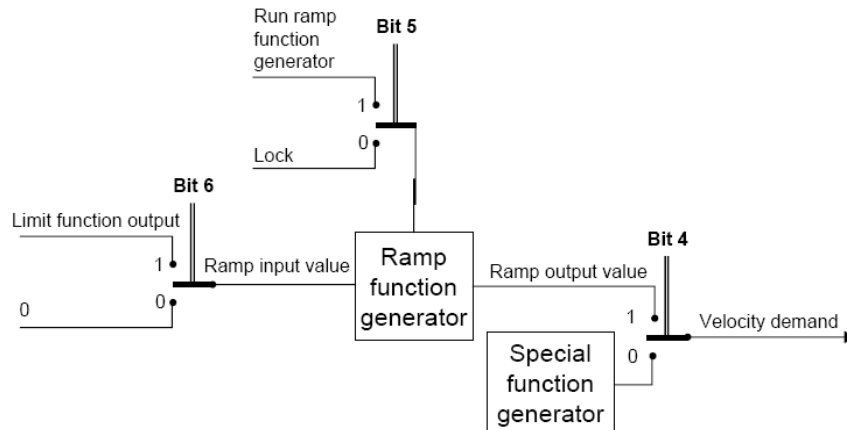 Run ramp
function
generator
Bit 5
1
0
Lock
Bit 6
Limit function output
1
0
0
Ramp input value
Ramp
function
generator
Ramp output value
Bit 4
1
0
Velocity demand
Special
function
generator